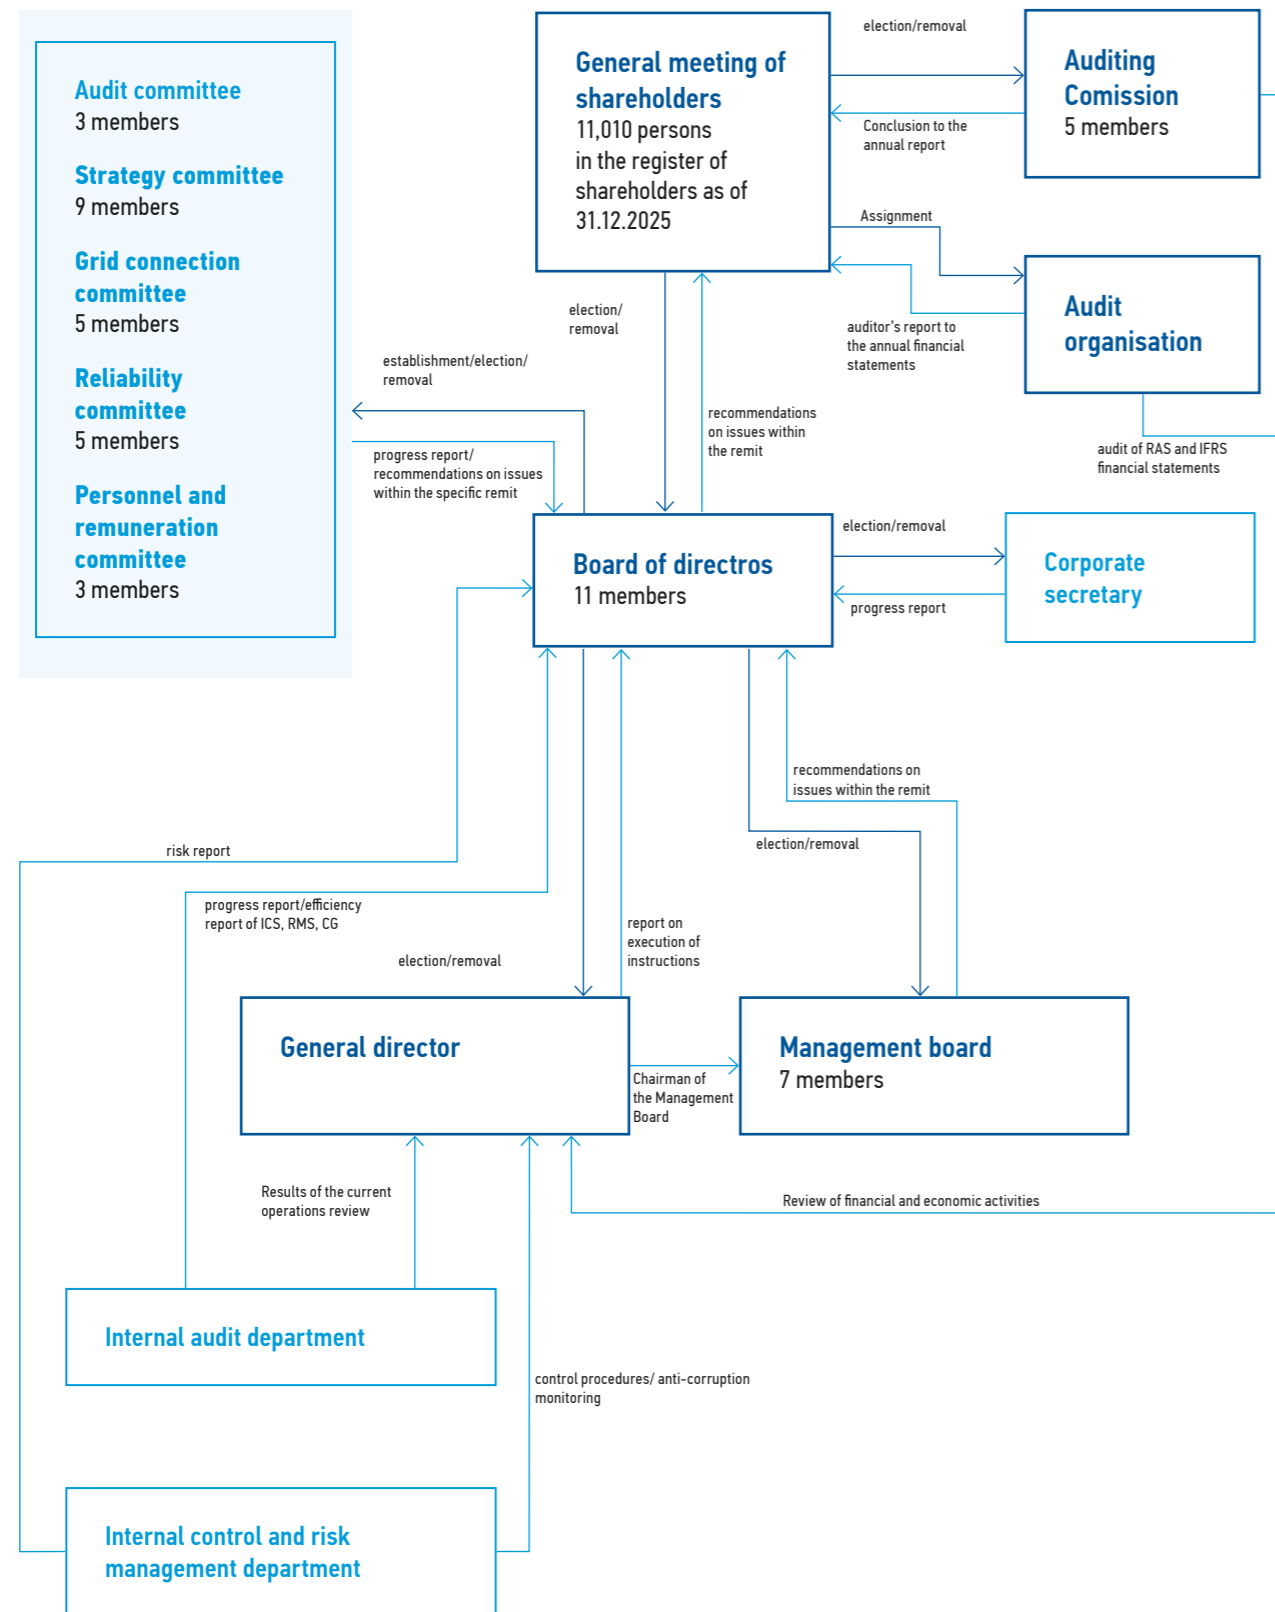 Audit committee
3 members
Strategy committee
9 members
Grid connection
committee
5 members
Reliability
committee
5 members
Personnel and
remuneration
committee
3 members
General meeting of
shareholders
11,010 persons
in the register of
shareholders as of
31.12.2025
election/removal
Conclusion to the
annual report
Auditing
Comission
5 members
Assignment
auditor's report to
the annual financial
statements
Audit
organisation
audit of RAS and IFRS
financial statements
election/
removal
recommendations
on issues within
the remit
establishment/election/
removal
progress report/
recommendations on issues
within the specific remit
Board of directros
11 members
election/removal
progress report
Corporate
secretary
recommendations on
issues within the remit
election/removal
risk report
progress report/efficiency
report of ICS, RMS, CG
election/removal
report on
execution of
instructions
General director
Chairman of
the Management
Board
Management board
7 members
Results of the current
operations review
Review of financial and economic activities
Internal audit department
control procedures/ anti-corruption
monitoring
Internal control and risk
management department